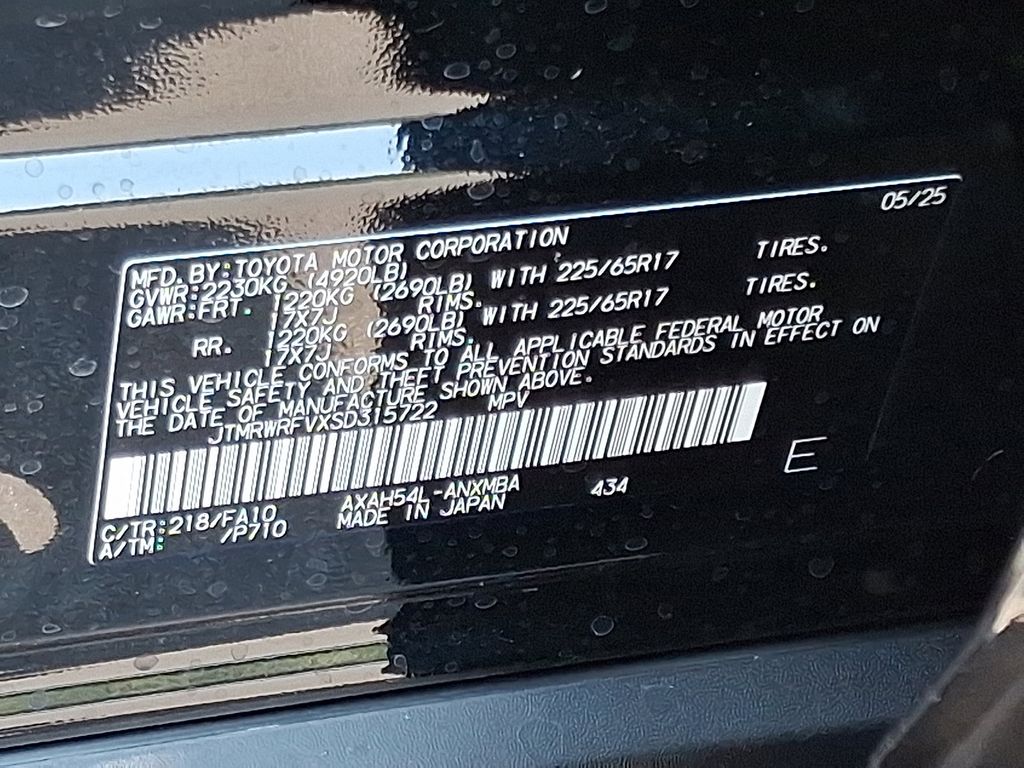 05/25
MFD. BY: TOYOTA MOTOR CORPORATION
GVWR: 2230KG (4920LB)
GAWR: FRT. 1220KG (2690LB) WITH 225/65R17 TIRES.
17X7J RIMS.
RR. 1220KG (2690LB) WITH 225/65R17 TIRES.
17X7J RIMS.
THIS VEHICLE CONFORMS TO ALL APPLICABLE FEDERAL MOTOR
VEHICLE SAFETY AND THEFT PREVENTION STANDARDS IN EFFECT ON
THE DATE OF MANUFACTURE SHOWN ABOVE.
JTMRWRFVXSD315722 MPV
E
C/TR: 218/FA10 AXAH54L-ANXMBA 434
A/TM: /P710 MADE IN JAPAN